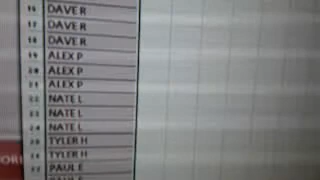 16 DAVE R
17 DAVE R
18 DAVE R
19 ALEX P
20 ALEX P
21 ALEX P
22 NATE L
23 NATE L
24 NATE L
25 TYLER H
26 TYLER H
27 PAUL E